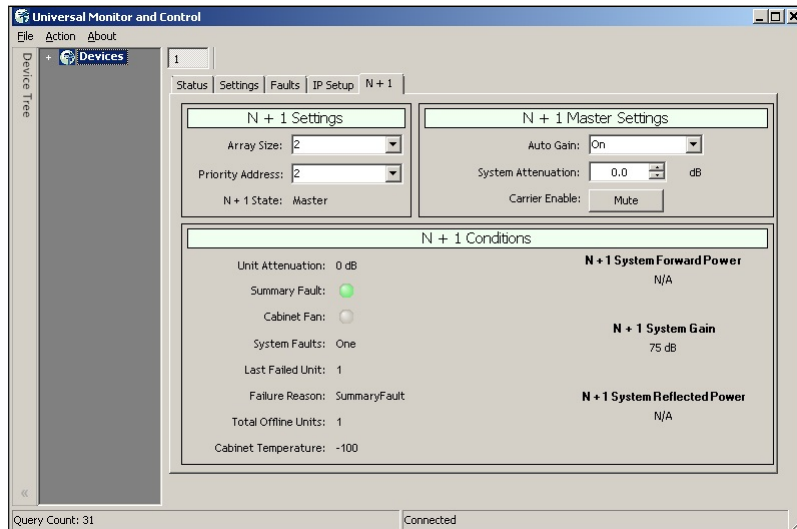 Universal Monitor and Control
File Action About
Device Tree
Devices
1
Status Settings Faults IP Setup N + 1
N + 1 Settings
Array Size: 2
Priority Address: 2
N + 1 State: Master
N + 1 Master Settings
Auto Gain: On
System Attenuation: 0.0 dB
Carrier Enable: Mute
N + 1 Conditions
Unit Attenuation: 0 dB
Summary Fault:
Cabinet Fan:
System Faults: One
Last Failed Unit: 1
Failure Reason: SummaryFault
Total Offline Units: 1
Cabinet Temperature: -100
N + 1 System Forward Power
N/A
N + 1 System Gain
75 dB
N + 1 System Reflected Power
N/A
Query Count: 31
Connected